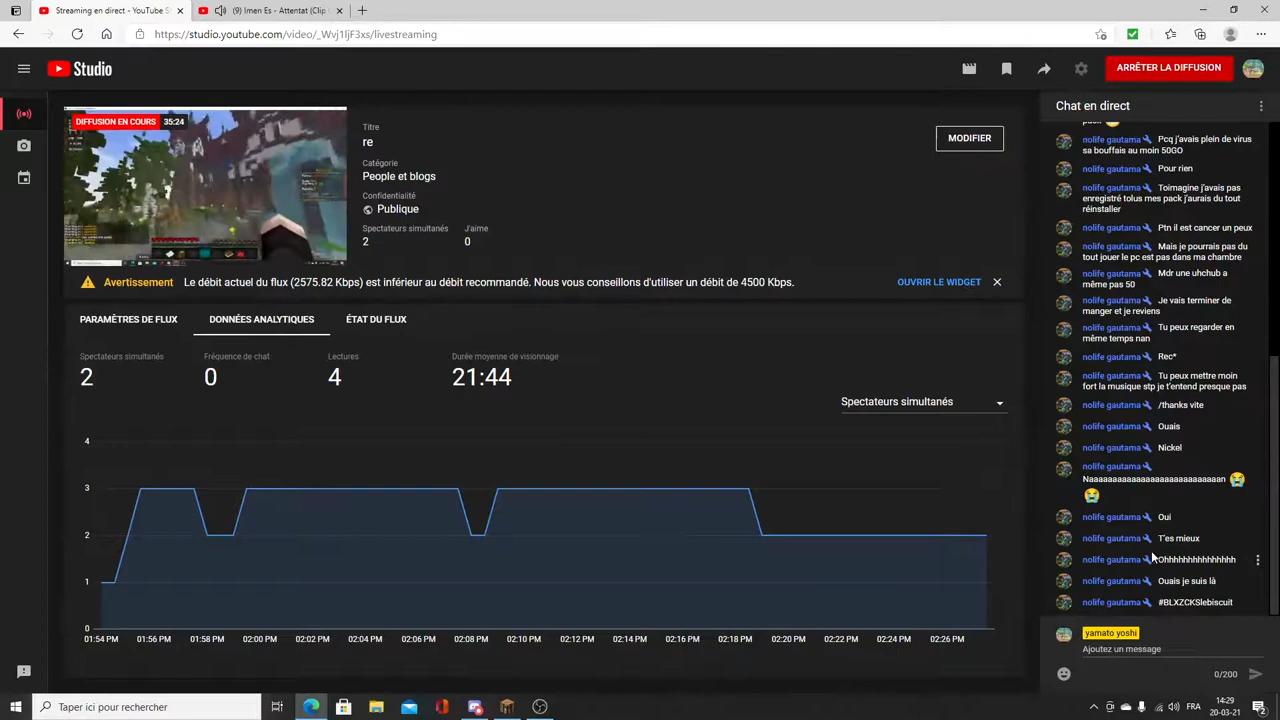 Streaming en direct - YouTube S
(9) Imen Es - Attentat (Clip
https://studio.youtube.com/video/_Wvj1ljF3xs/livestreaming
Studio
ARRÊTER LA DIFFUSION
DIFFUSION EN COURS 35:24
Titre
re
Catégorie
People et blogs
Confidentialité
Publique
Spectateurs simultanés J'aime
2 0
MODIFIER
Avertissement Le débit actuel du flux (2575.82 Kbps) est inférieur au débit recommandé. Nous vous conseillons d'utiliser un débit de 4500 Kbps. OUVRIR LE WIDGET
PARAMÈTRES DE FLUX DONNÉES ANALYTIQUES ÉTAT DU FLUX
Spectateurs simultanés Fréquence de chat Lectures Durée moyenne de visionnage
2 0 4 21:44
Spectateurs simultanés
4
3
2
1
0
01:54 PM 01:56 PM 01:58 PM 02:00 PM 02:02 PM 02:04 PM 02:06 PM 02:08 PM 02:10 PM 02:12 PM 02:14 PM 02:16 PM 02:18 PM 02:20 PM 02:22 PM 02:24 PM 02:26 PM
Chat en direct
nolife gautama Pcq j'avais plein de virus
sa bouffais au moin 50GO
nolife gautama Pour rien
nolife gautama Toimagine j'avais pas
enregistré tolus mes pack j'aurais du tout
réinstaller
nolife gautama Ptn il est cancer un peux
nolife gautama Mais je pourrais pas du
tout jouer le pc est pas dans ma chambre
nolife gautama Mdr une uhchub a
même pas 50
nolife gautama Je vais terminer de
manger et je reviens
nolife gautama Tu peux regarder en
même temps nan
nolife gautama Rec*
nolife gautama Tu peux mettre moin
fort la musique stp je t'entend presque pas
nolife gautama /thanks vite
nolife gautama Ouais
nolife gautama Nickel
nolife gautama
Naaaaaaaaaaaaaaaaaaaaaaaaaaan 😭
😭
nolife gautama Oui
nolife gautama T'es mieux
nolife gautama Ohhhhhhhhhhhhhhh
nolife gautama Ouais je suis là
nolife gautama #BLXZCKSlebiscuit
yamato yoshi
Ajoutez un message
0/200
Taper ici pour rechercher
FRA
14:29
20-03-21
2